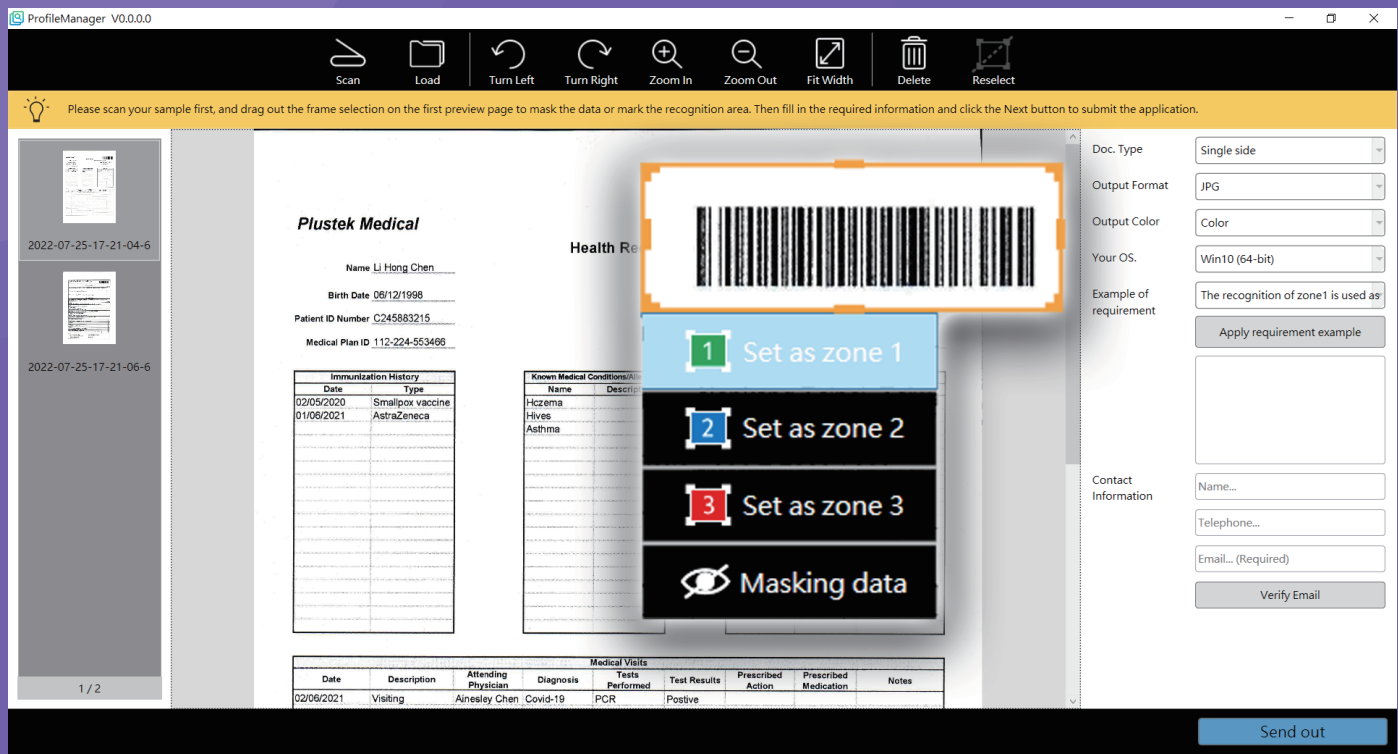 ProfileManager V0.0.0.0
Scan
Load
Turn Left
Turn Right
Zoom In
Zoom Out
Fit Width
Delete
Reselect
Please scan your sample first, and drag out the frame selection on the first preview page to mask the data or mark the recognition area. Then fill in the required information and click the Next button to submit the application.
2022-07-25-17-21-04-6
2022-07-25-17-21-06-6
1 / 2
Plustek Medical
Health Re
Name Li Hong Chen
Birth Date 06/12/1998
Patient ID Number C245883215
Medical Plan ID 112-224-553466
Immunization History
Date Type
02/05/2020 Smallpox vaccine
01/06/2021 AstraZeneca
Known Medical Conditions/Alle
Name Descrip
Hczema
Hives
Asthma
1 Set as zone 1
2 Set as zone 2
3 Set as zone 3
Masking data
Medical Visits
Date Description Attending Physician Diagnosis Tests Performed Test Results Prescribed Action Prescribed Medication Notes
02/06/2021 Visiting Ainesley Chen Covid-19 PCR Postive
Doc. Type Single side
Output Format JPG
Output Color Color
Your OS. Win10 (64-bit)
Example of requirement The recognition of zone1 is used as
Apply requirement example
Contact Information
Name...
Telephone...
Email... (Required)
Verify Email
Send out